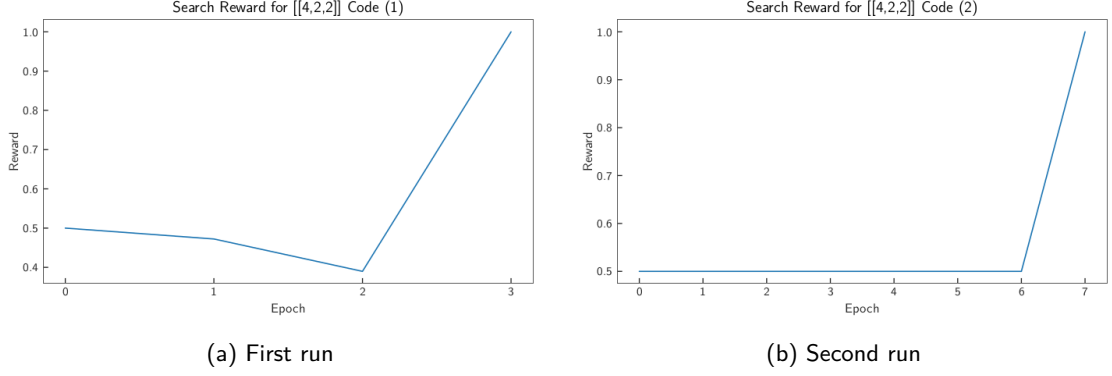 Search Reward for [[4,2,2]] Code (1)
1.0
0.9
0.8
0.7
0.6
0.5
0.4
Reward
0 1 2 3
Epoch
(a) First run
Search Reward for [[4,2,2]] Code (2)
1.0
0.9
0.8
0.7
0.6
0.5
Reward
0 1 2 3 4 5 6 7
Epoch
(b) Second run